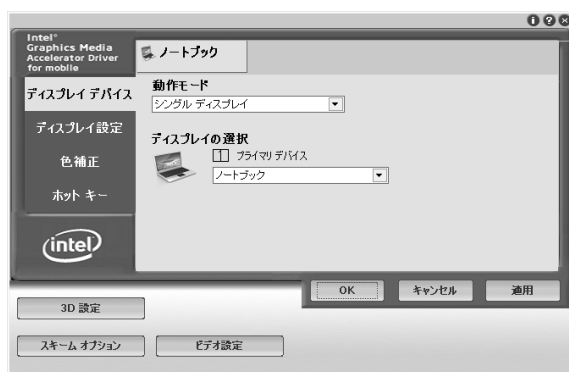 Intel®
Graphics Media
Accelerator Driver
for mobile
ノートブック
ディスプレイ デバイス
ディスプレイ設定
色補正
ホット キー
intel
動作モード
シングル ディスプレイ
ディスプレイの選択
1 プライマリ デバイス
ノートブック
OK キャンセル 適用
3D 設定
スキーム オプション ビデオ設定